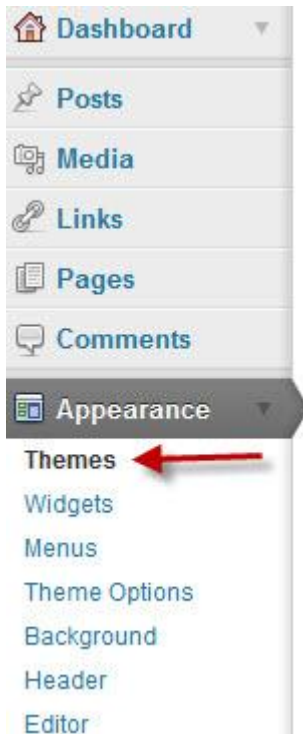 Dashboard
Posts
Media
Links
Pages
Comments
Appearance
Themes
Widgets
Menus
Theme Options
Background
Header
Editor